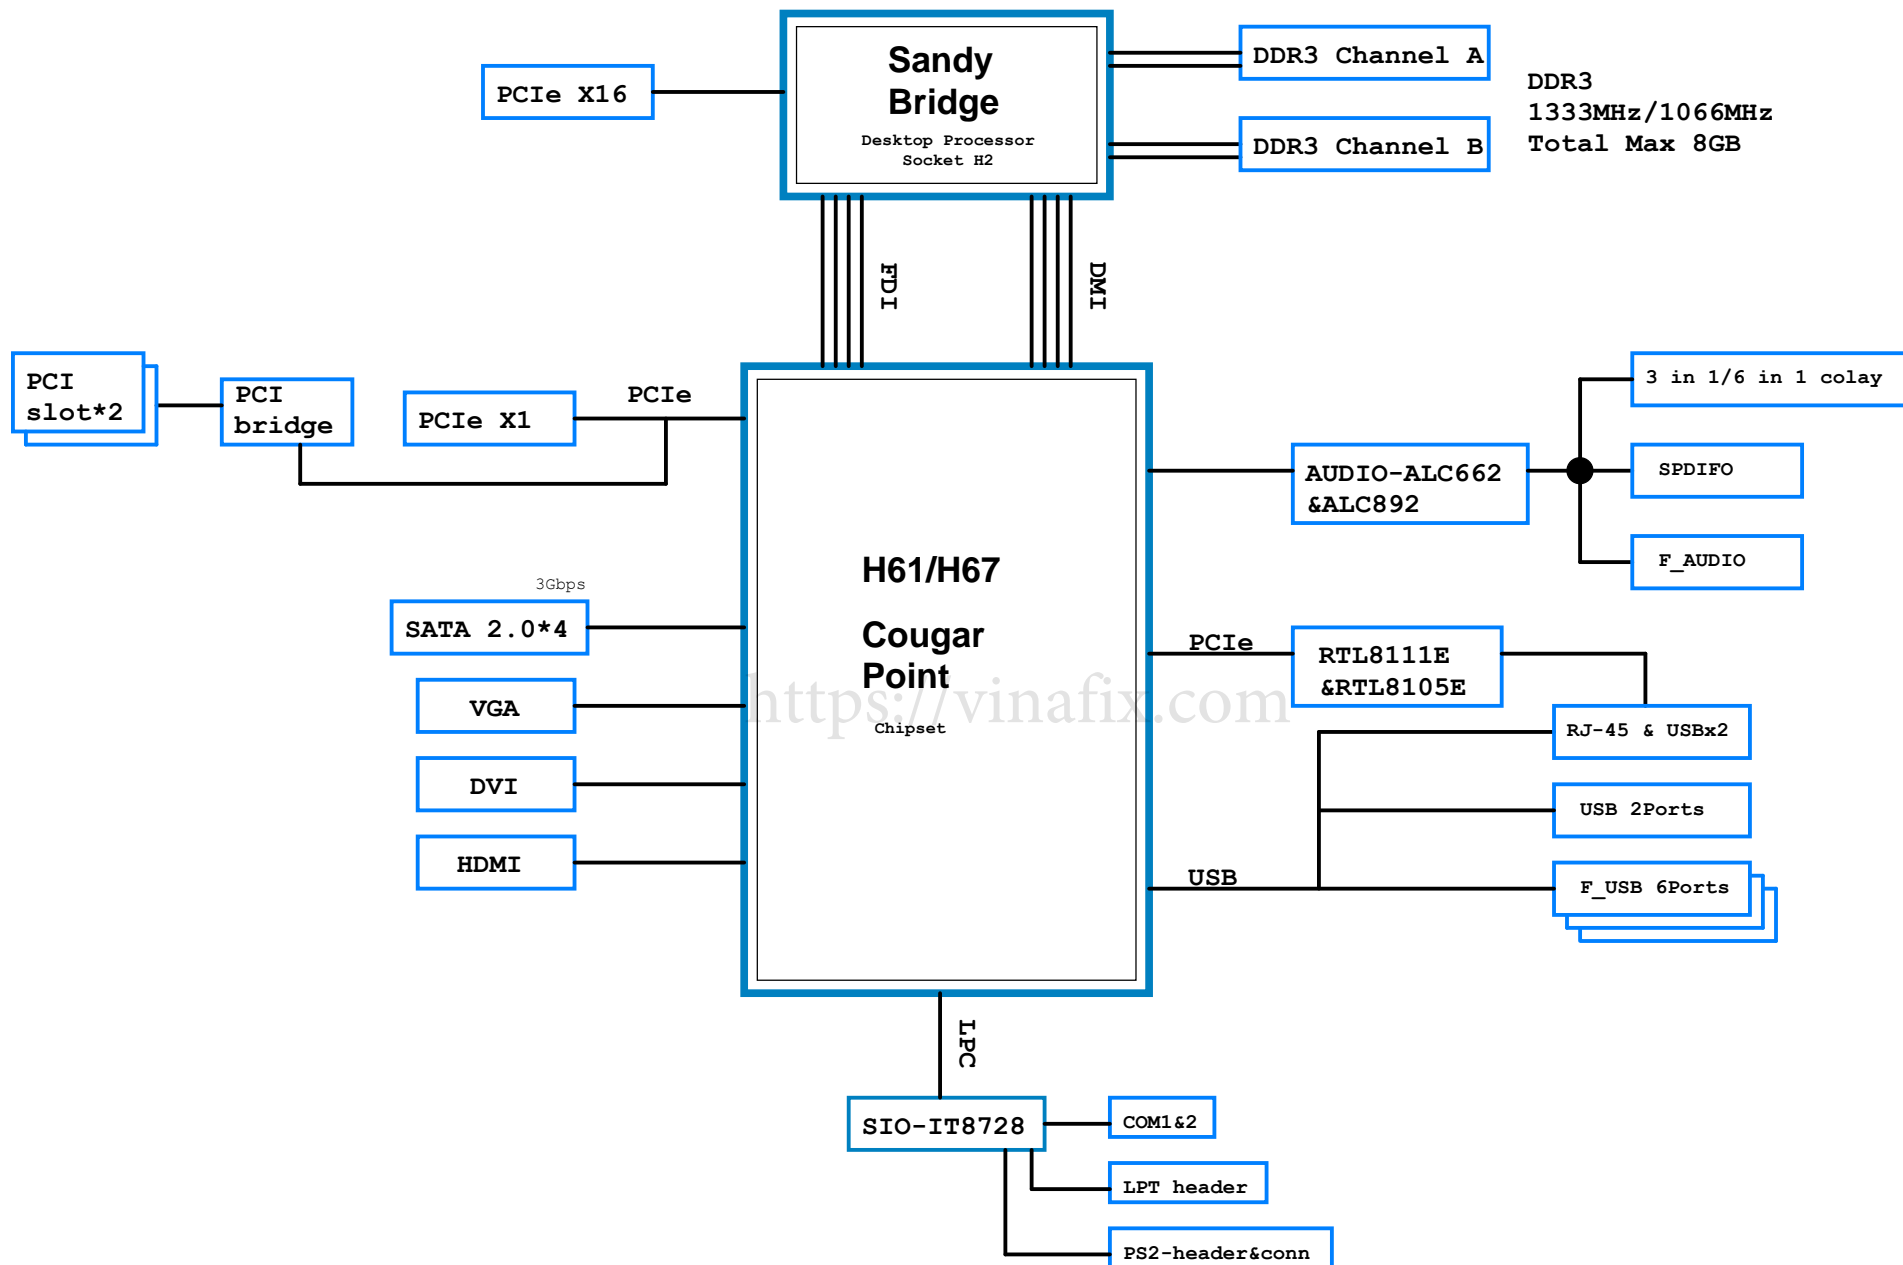 Sandy
Bridge
Desktop Processor
Socket H2
PCIe X16
DDR3 Channel A
DDR3 Channel B
DDR3
1333MHz/1066MHz
Total Max 8GB
FDI
DMI
PCI
slot*2
PCI
bridge
PCIe X1
PCIe
3Gbps
SATA 2.0*4
VGA
DVI
HDMI
H61/H67
Cougar
Point
Chipset
https://vinafix.com
AUDIO-ALC662
&ALC892
3 in 1/6 in 1 colay
SPDIFO
F_AUDIO
PCIe
RTL8111E
&RTL8105E
RJ-45 & USBx2
USB 2Ports
USB
F_USB 6Ports
LPC
SIO-IT8728
COM1&2
LPT header
PS2-header&conn